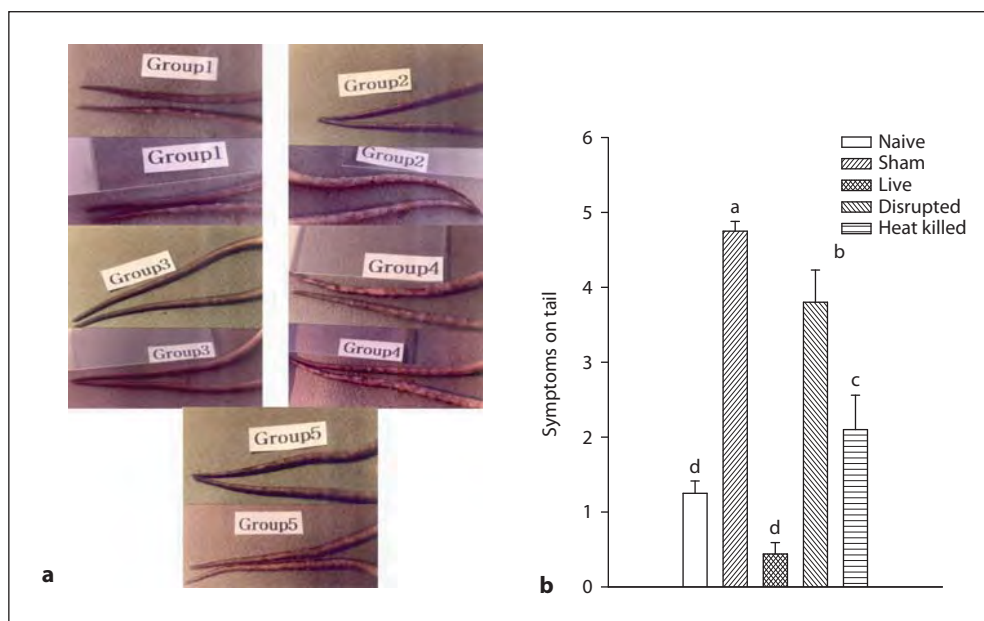 Group1
Group2
Group1
Group2
Group3
Group4
Group3
Group4
Group5
Group5
a
6
5
4
3
2
1
0
Symptoms on tail
Naive
Sham
Live
Disrupted
Heat killed
d
a
d
b
c
b